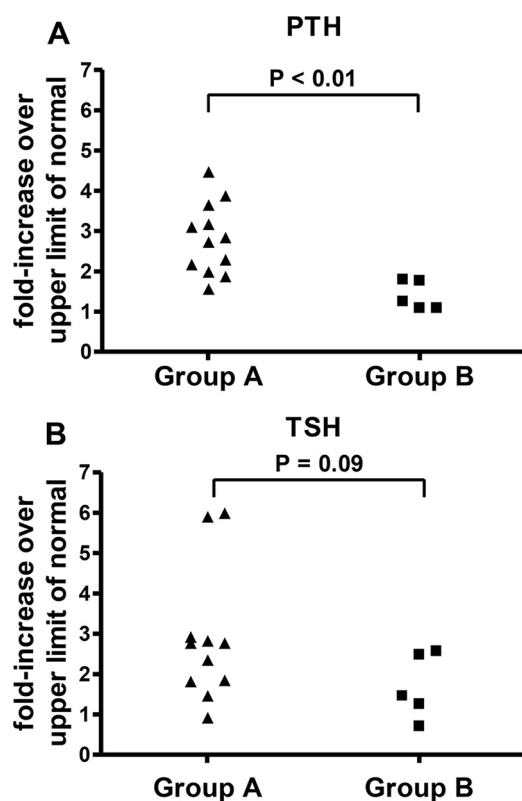 A
PTH
P < 0.01
fold-increase over
upper limit of normal
7
6
5
4
3
2
1
0
Group A
Group B
B
TSH
P = 0.09
fold-increase over
upper limit of normal
7
6
5
4
3
2
1
0
Group A
Group B